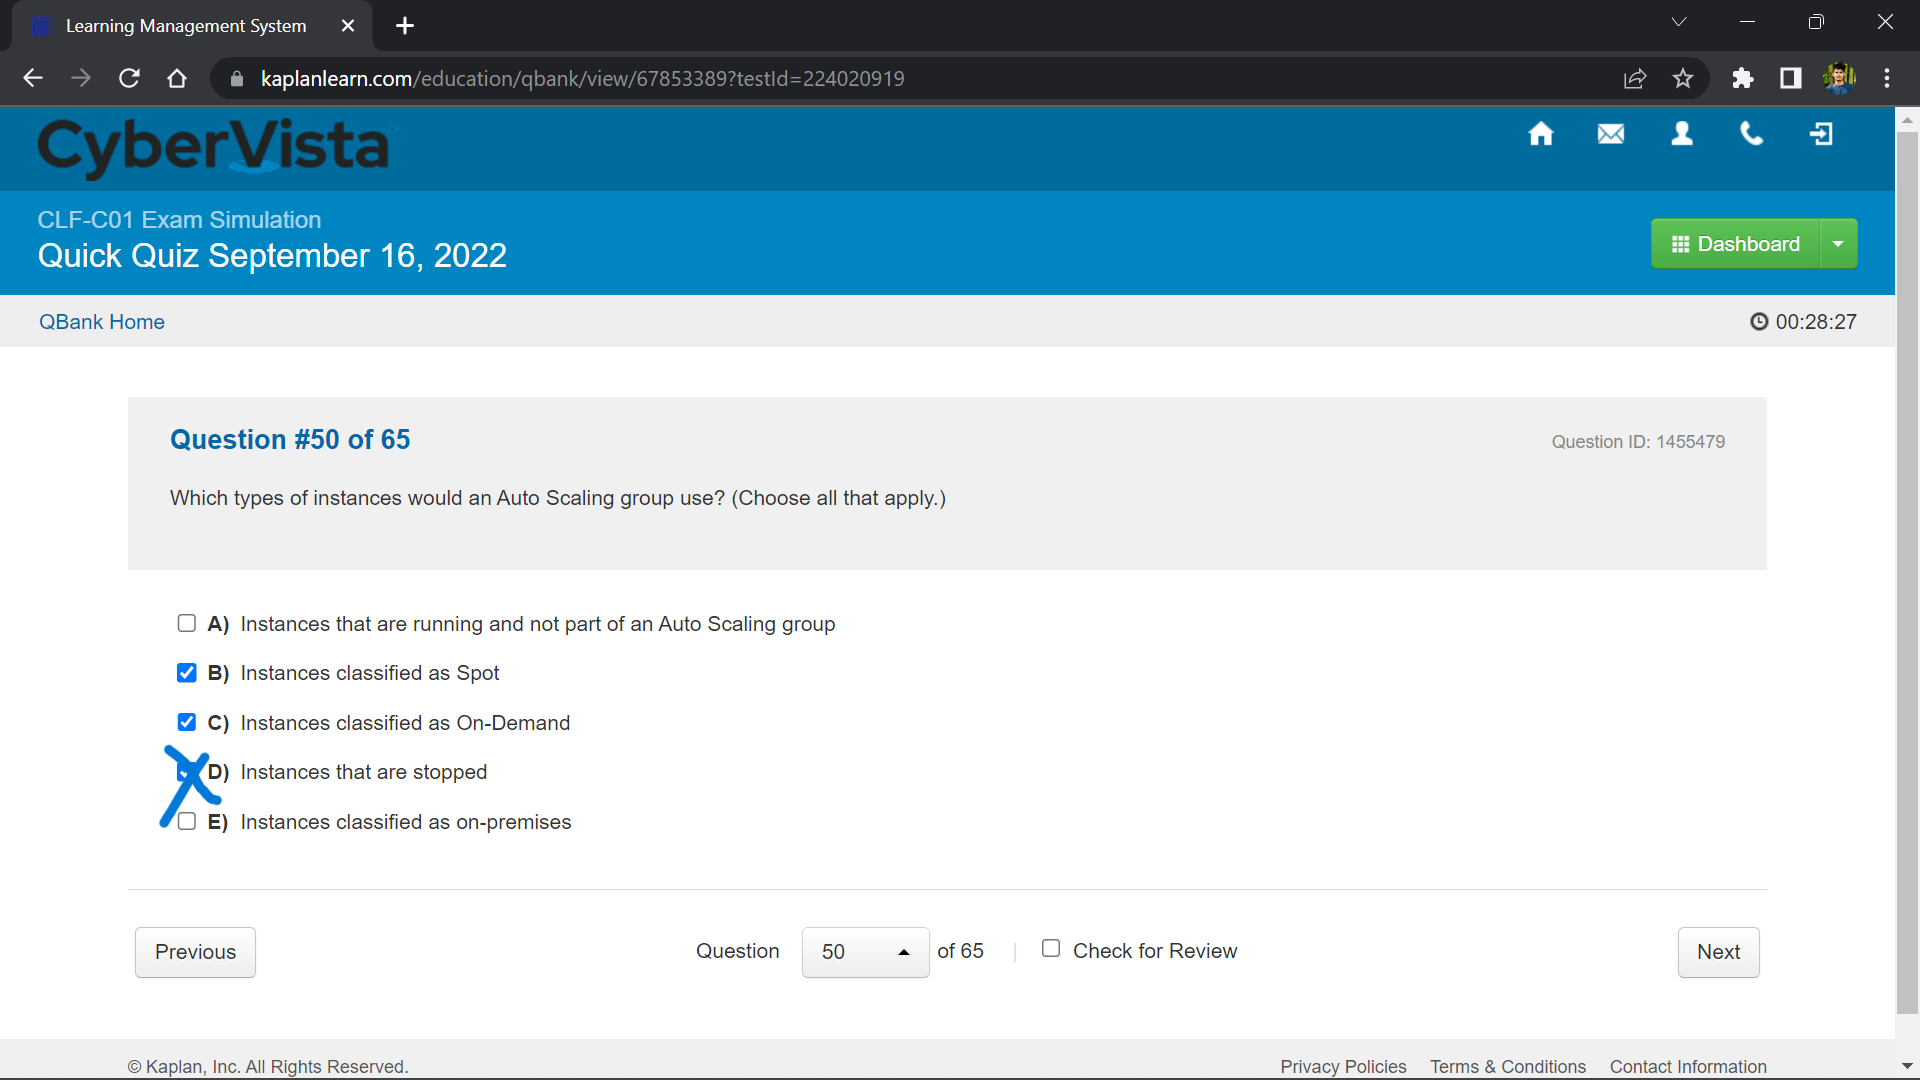 Learning Management System
kaplanlearn.com/education/qbank/view/67853389?testId=224020919
CyberVista
CLF-C01 Exam Simulation
Quick Quiz September 16, 2022
Dashboard
QBank Home
00:28:27
Question #50 of 65
Question ID: 1455479
Which types of instances would an Auto Scaling group use? (Choose all that apply.)
A) Instances that are running and not part of an Auto Scaling group
B) Instances classified as Spot
C) Instances classified as On-Demand
D) Instances that are stopped
E) Instances classified as on-premises
Previous
Question 50 of 65 | Check for Review
Next
© Kaplan, Inc. All Rights Reserved.
Privacy Policies Terms & Conditions Contact Information